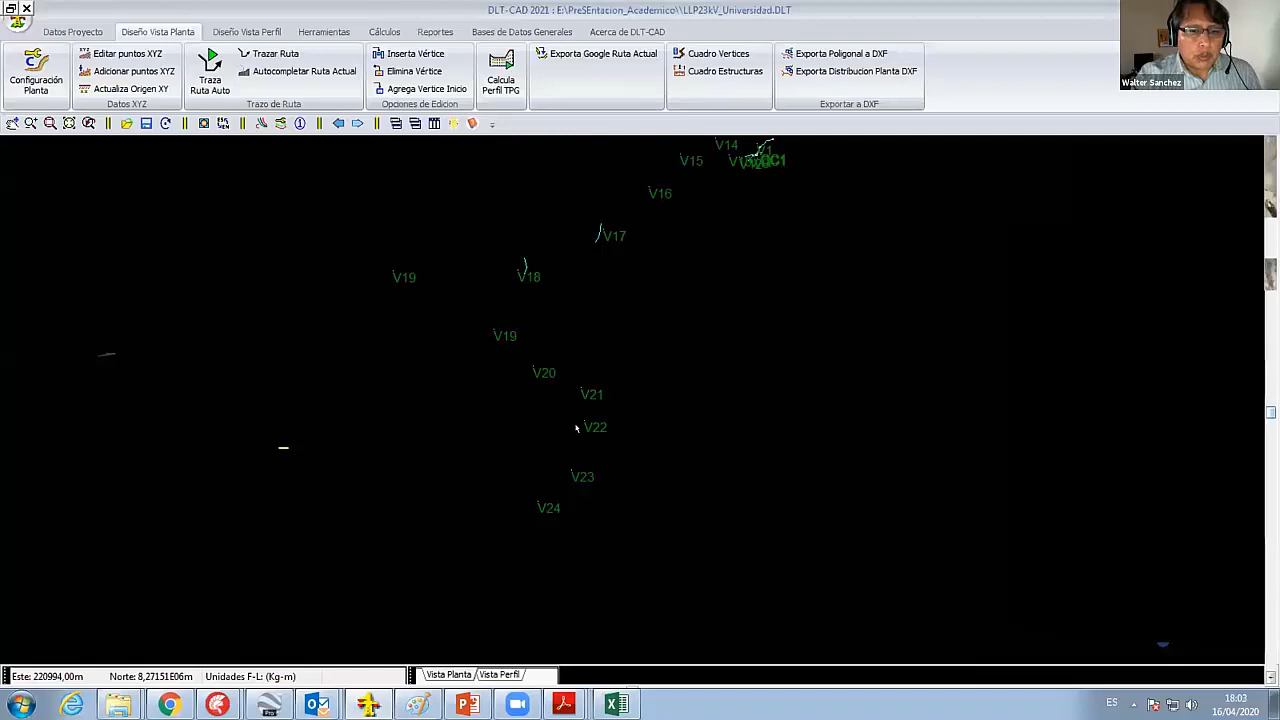 DLT-CAD 2021 : E:\PreSEntacion_Academico\\LLP23kV_Universidad.DLT
Datos Proyecto
Diseño Vista Planta
Diseño Vista Perfil
Herramientas
Cálculos
Reportes
Bases de Datos Generales
Acerca de DLT-CAD
Configuración
Planta
Editar puntos XYZ
Adicionar puntos XYZ
Actualiza Origen XY
Datos XYZ
Traza
Ruta Auto
Trazar Ruta
Autocompletar Ruta Actual
Trazo de Ruta
Inserta Vértice
Elimina Vértice
Agrega Vertice Inicio
Opciones de Edicion
Calcula
Perfil TPG
Exporta Google Ruta Actual
Cuadro Vertices
Cuadro Estructuras
Exporta Poligonal a DXF
Exporta Distribucion Planta DXF
Exportar a DXF
Walter Sanchez
V14
V1
V15
V16
V17
V18
V19
V19
V20
V21
V22
V23
V24
Este: 220994,00m
Norte: 8,27151E06m
Unidades F-L: (Kg-m)
Vista Planta
Vista Perfil
ES
18:03
16/04/2020